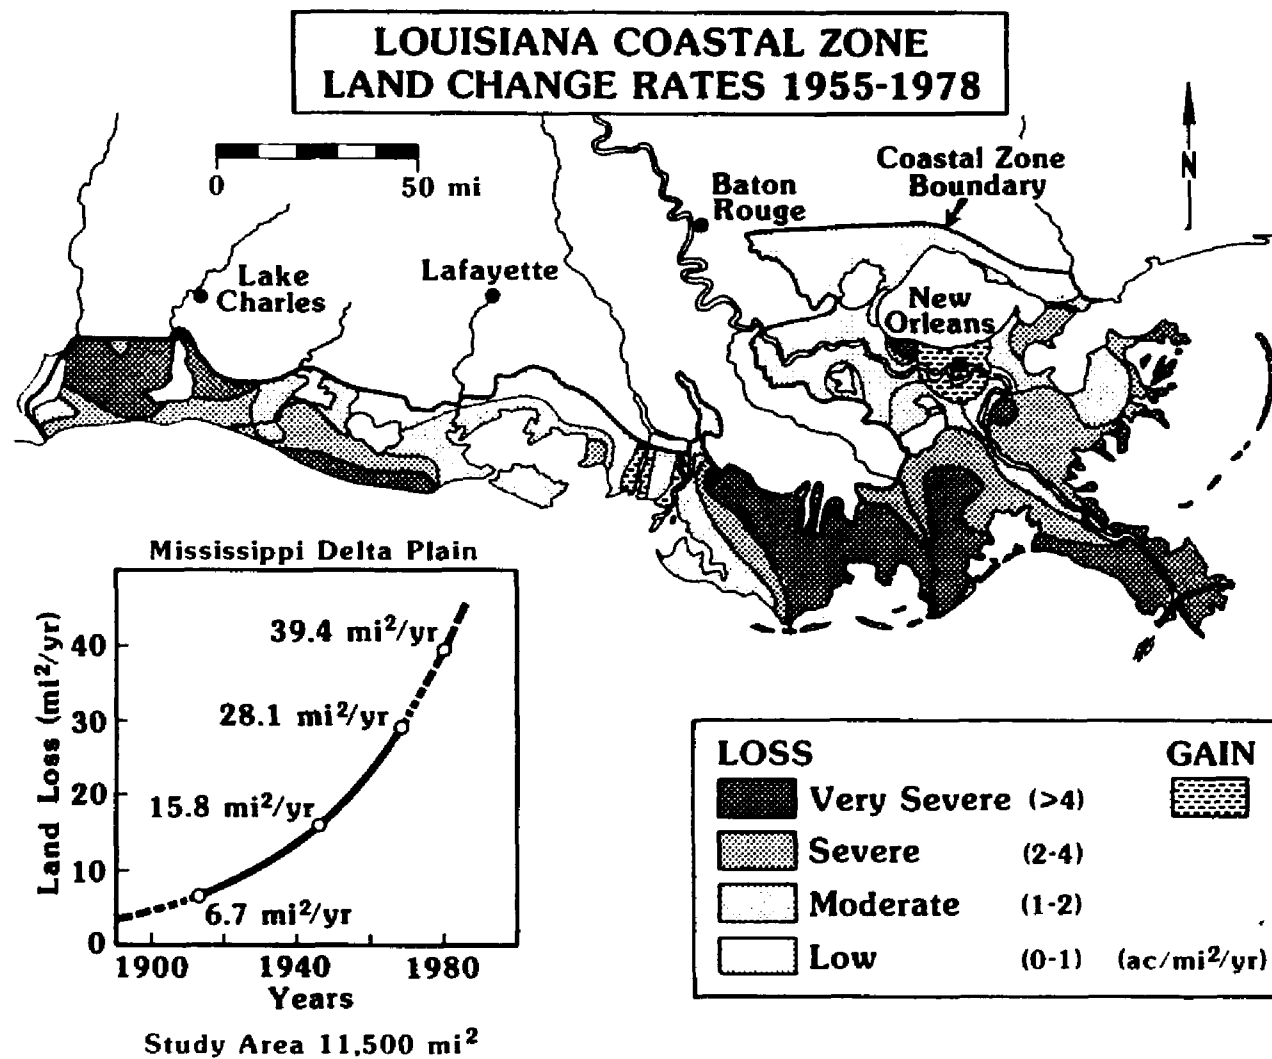 LOUISIANA COASTAL ZONE
LAND CHANGE RATES 1955-1978
0 50 mi
N
Coastal Zone
Boundary
Baton
Rouge
Lake
Charles
Lafayette
New
Orleans
Mississippi Delta Plain
Land Loss (mi²/yr)
40
30
20
10
0
39.4 mi²/yr
28.1 mi²/yr
15.8 mi²/yr
6.7 mi²/yr
1900 1940 1980
Years
Study Area 11,500 mi²
LOSS GAIN
Very Severe (>4)
Severe (2-4)
Moderate (1-2)
Low (0-1) (ac/mi²/yr)